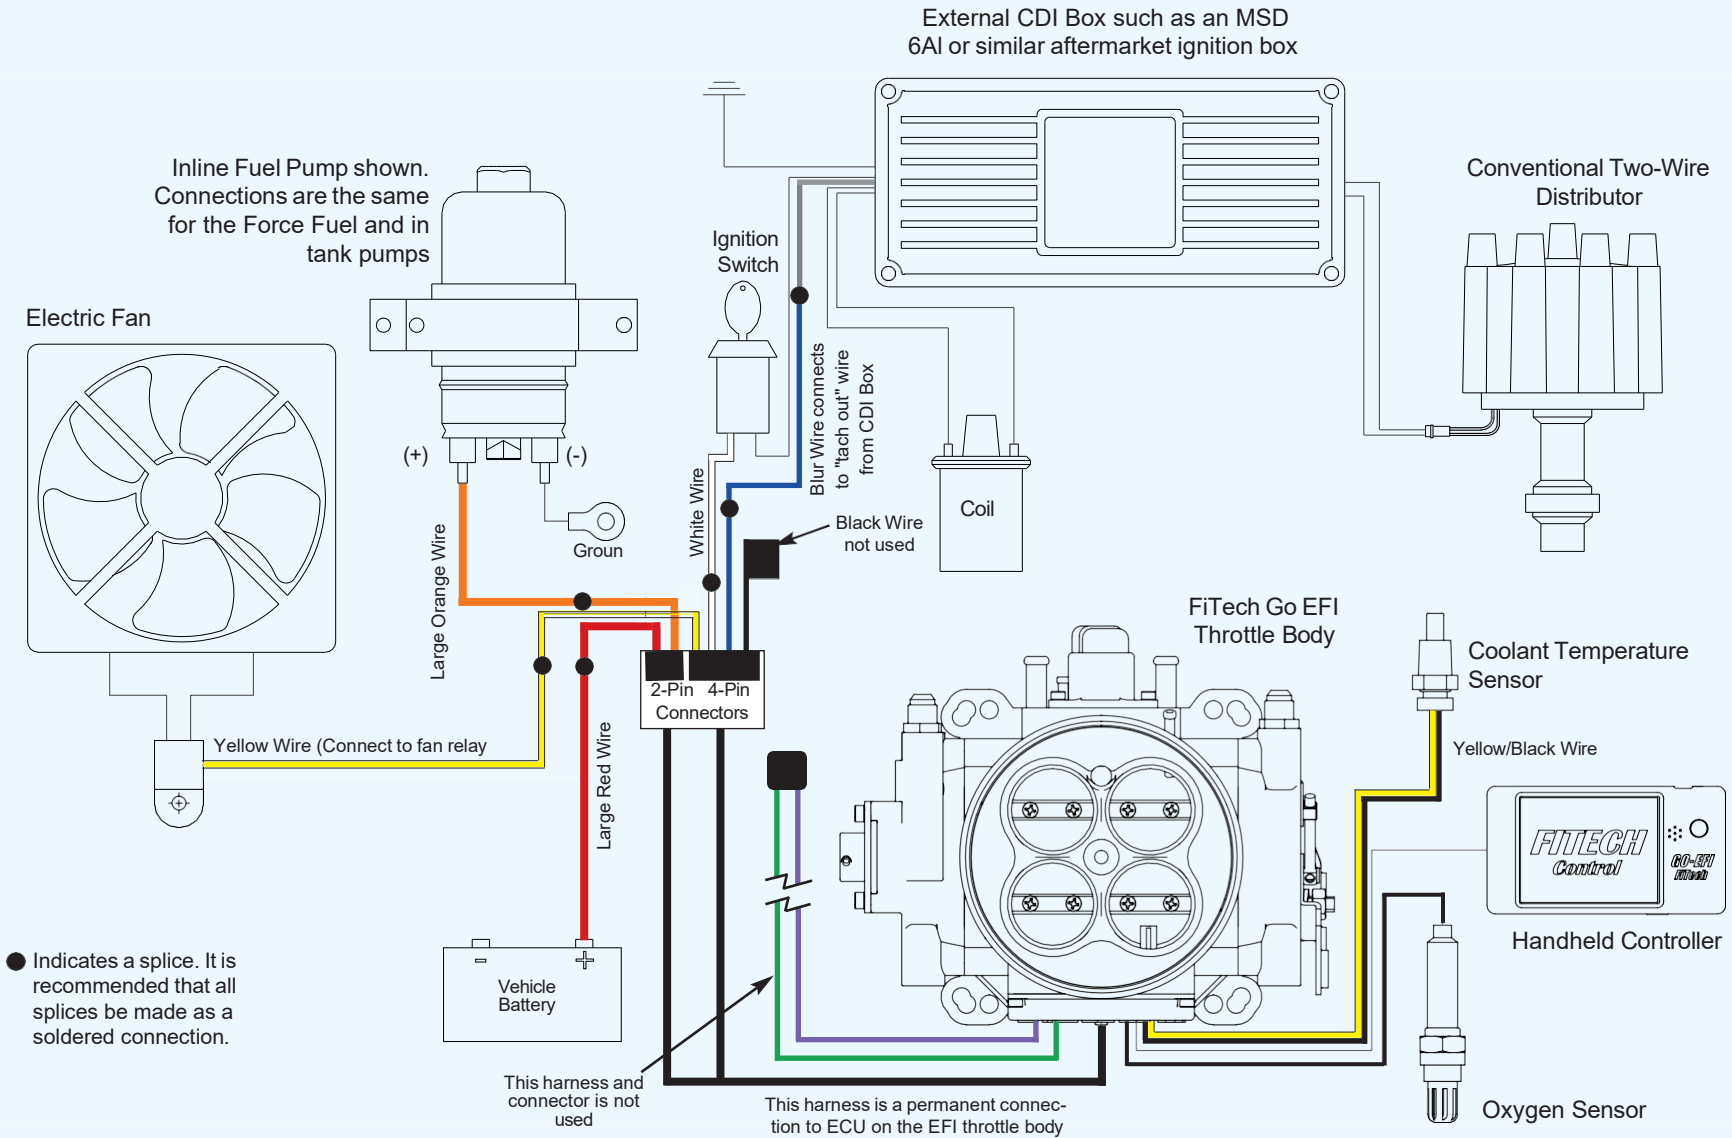 External CDI Box such as an MSD
6Al or similar aftermarket ignition box
Inline Fuel Pump shown.
Connections are the same
for the Force Fuel and in
tank pumps
Conventional Two-Wire
Distributor
Ignition
Switch
Electric Fan
(+)
(-)
Groun
Large Orange Wire
White Wire
Blur Wire connects
to "tach out" wire
from CDI Box
Black Wire
not used
Coil
FiTech Go EFI
Throttle Body
Coolant Temperature
Sensor
2-Pin
4-Pin
Connectors
Yellow Wire (Connect to fan relay
Large Red Wire
Yellow/Black Wire
FITECH
Control
GO-EFI
FiTech
Handheld Controller
Indicates a splice. It is
recommended that all
splices be made as a
soldered connection.
-
+
Vehicle
Battery
This harness and
connector is not
used
This harness is a permanent connec-
tion to ECU on the EFI throttle body
Oxygen Sensor